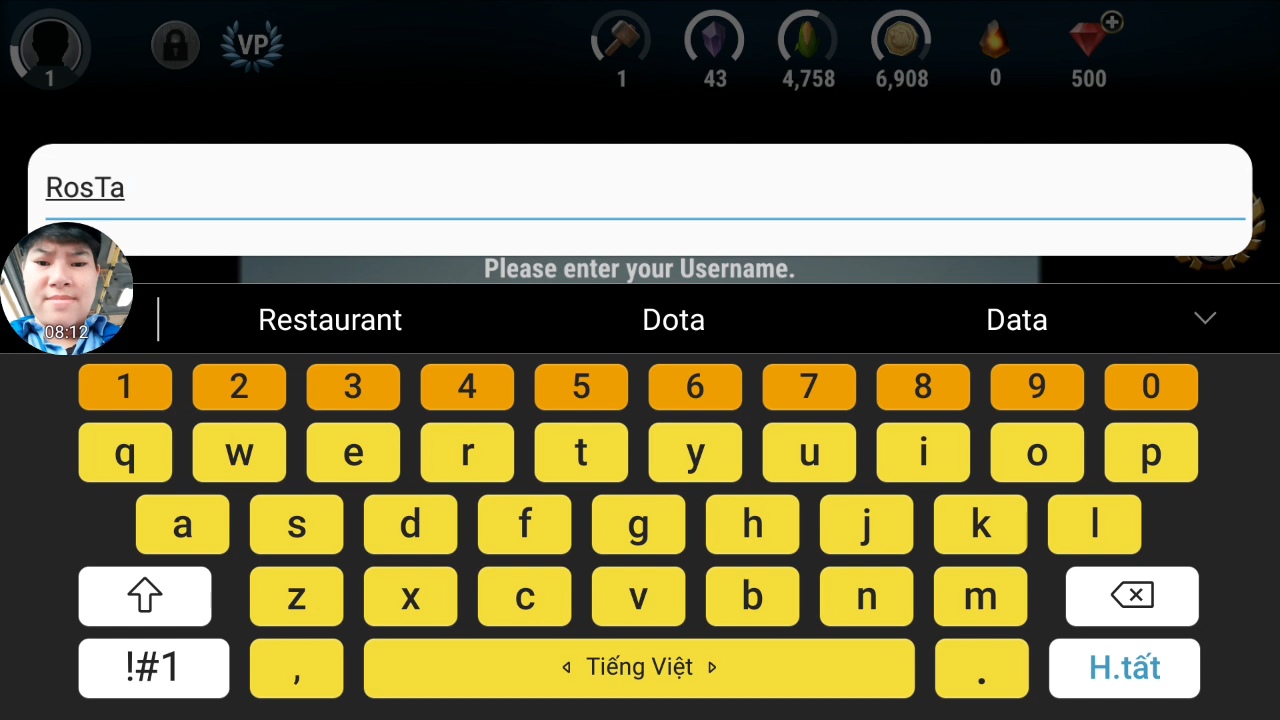 1
VP
1
43
4,758
6,908
0
500
RosTa
Please enter your Username.
08:12
Restaurant Dota Data
1 2 3 4 5 6 7 8 9 0
q w e r t y u i o p
a s d f g h j k l
z x c v b n m
!#1 , Tiếng Việt . H.tất